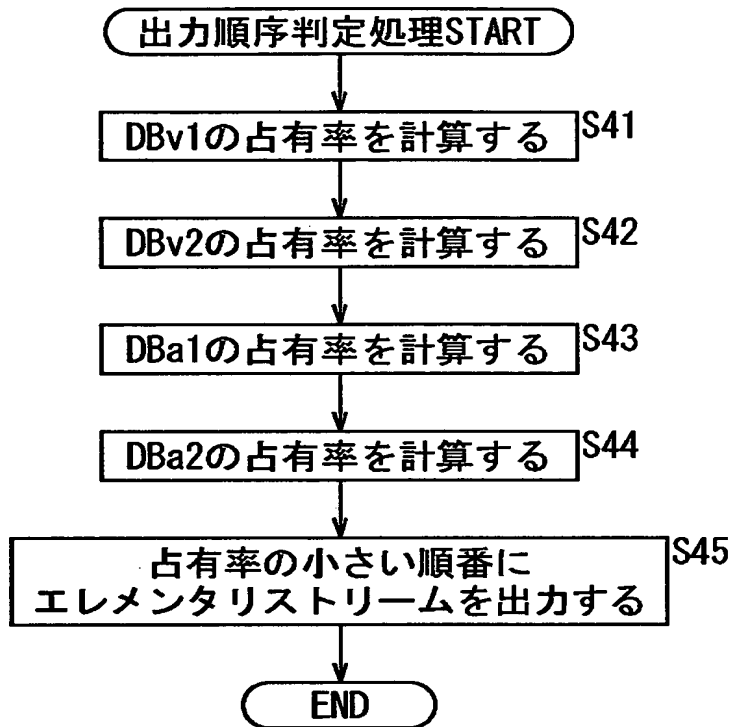 出力順序判定処理START
DBv1の占有率を計算する
S41
DBv2の占有率を計算する
S42
DBa1の占有率を計算する
S43
DBa2の占有率を計算する
S44
占有率の小さい順番に
S45
エレメンタリストリームを出力する
END